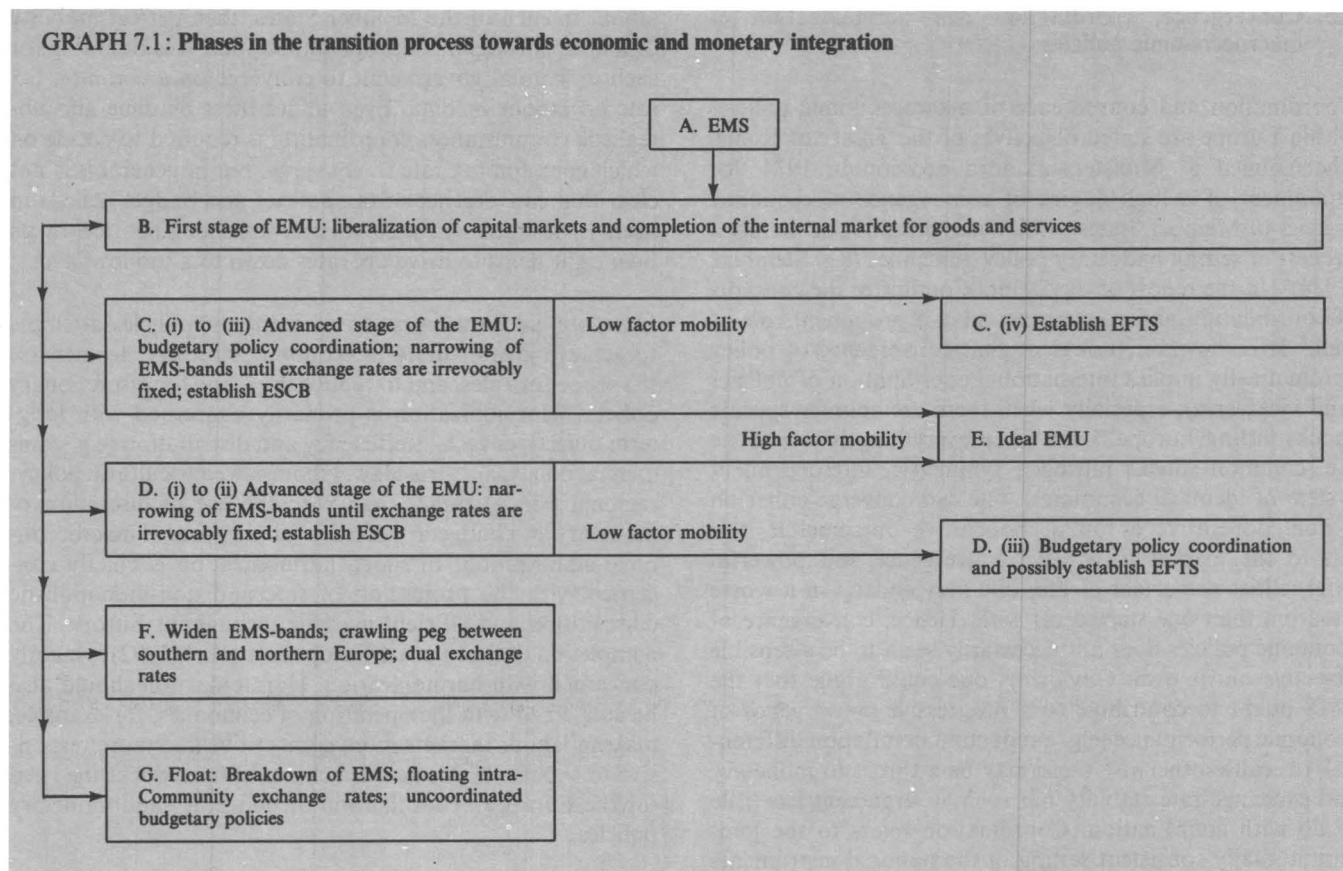 GRAPH 7.1: Phases in the transition process towards economic and monetary integration
A. EMS
B. First stage of EMU: liberalization of capital markets and completion of the internal market for goods and services
C. (i) to (iii) Advanced stage of the EMU:
budgetary policy coordination; narrowing of
EMS-bands until exchange rates are irrevocably
fixed; establish ESCB
Low factor mobility
C. (iv) Establish EFTS
High factor mobility
E. Ideal EMU
D. (i) to (ii) Advanced stage of the EMU; nar-
rowing of EMS-bands until exchange rates are
irrevocably fixed; establish ESCB
Low factor mobility
D. (iii) Budgetary policy coordination
and possibly establish EFTS
F. Widen EMS-bands; crawling peg between
southern and northern Europe; dual exchange
rates
G. Float: Breakdown of EMS; floating intra-
Community exchange rates; uncoordinated
budgetary policies